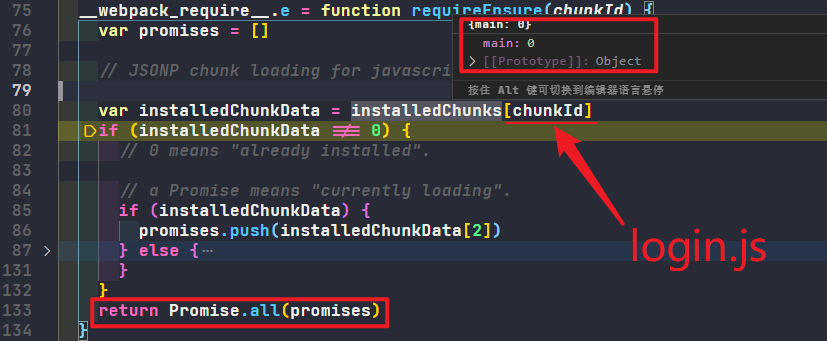 75 __webpack_require__.e = function requireEnsure(chunkId) {
{main: 0}
76 var promises = []
main: 0
77
[[Prototype]]: Object
78 // JSONP chunk loading for javascri
79
按住 Alt 键可切换到编辑器语言悬停
80 var installedChunkData = installedChunks[chunkId]
81 if (installedChunkData !== 0) {
82 // 0 means "already installed".
83
84 // a Promise means "currently loading".
85 if (installedChunkData) {
86 promises.push(installedChunkData[2])
login.js
87 } else { ⋯
131 }
132 }
133 return Promise.all(promises)
134 }